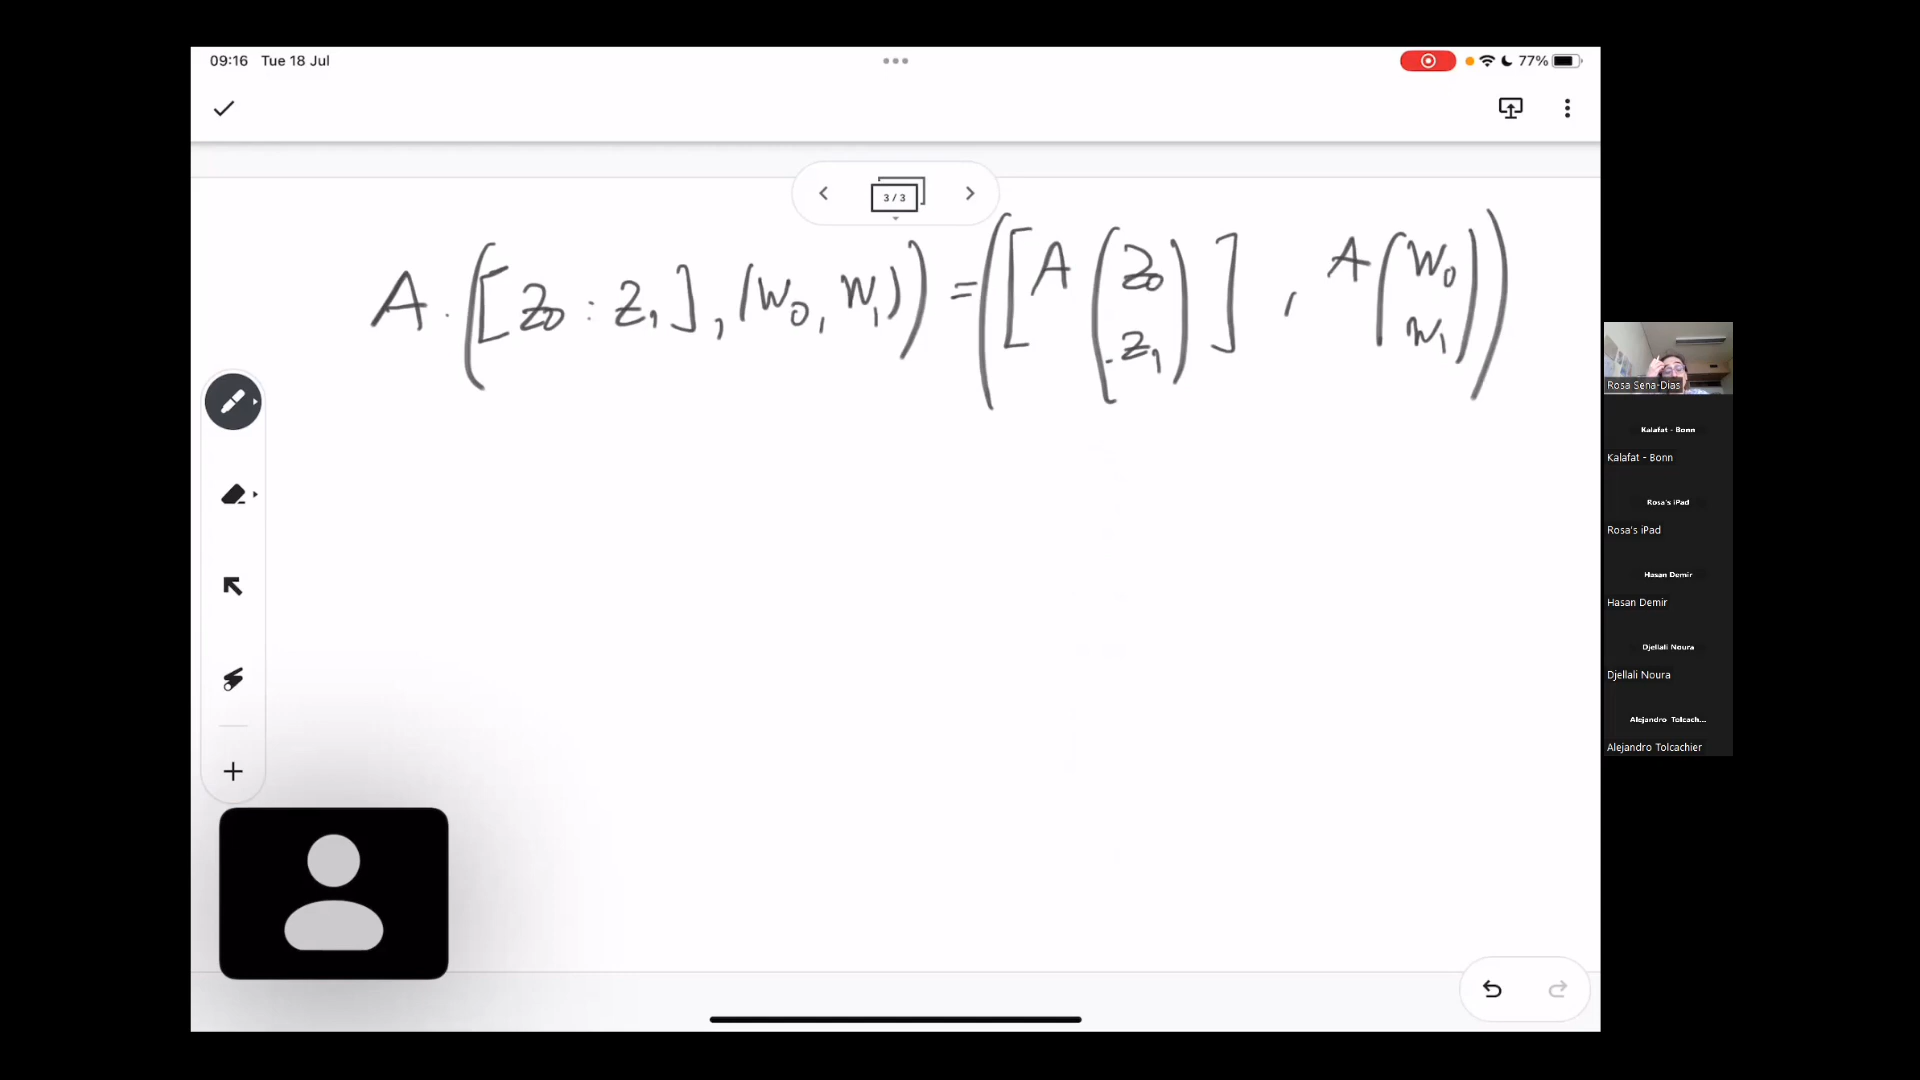 09:16 Tue 18 Jul
77%
3 / 3
A · ([z₀ : z₁], (w₀, w₁)) = ([A (z₀ z₁)], A (w₀ w₁))
Rosa Sena-Dias
Kalafat - Bonn
Kalafat - Bonn
Rosa's iPad
Rosa's iPad
Hasan Demir
Hasan Demir
Djellali Noura
Djellali Noura
Alejandro Tolcach...
Alejandro Tolcachier